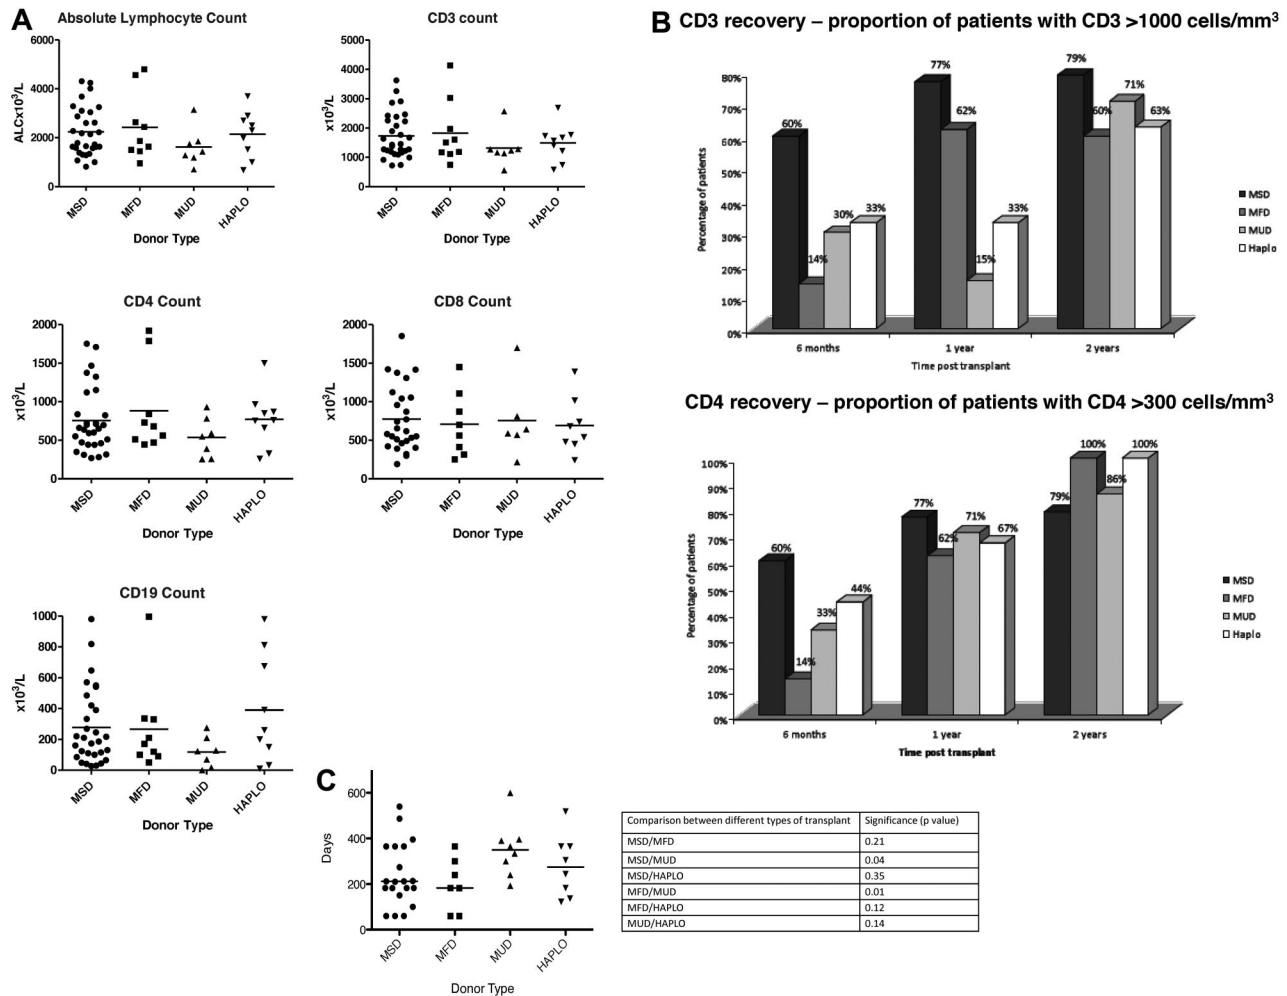 A
Absolute Lymphocyte Count
6000
4000
2000
0
ALCx10³/L
MSD
MFD
MUD
HAPLO
Donor Type
CD3 count
5000
4000
3000
2000
1000
0
x10³/L
MSD
MFD
MUD
HAPLO
Donor Type
CD4 Count
2000
1500
1000
500
0
x10³/L
MSD
MFD
MUD
HAPLO
Donor Type
CD8 Count
2000
1500
1000
500
0
x10³/L
MSD
MFD
MUD
HAPLO
Donor Type
CD19 Count
1000
800
600
400
200
0
x10³/L
MSD
MFD
MUD
HAPLO
Donor Type
B CD3 recovery – proportion of patients with CD3 >1000 cells/mm³
80%
70%
60%
50%
40%
30%
20%
10%
0%
Percentage of patients
60%
14%
30%
33%
77%
62%
15%
33%
79%
60%
71%
63%
6 months
1 year
2 years
Time post transplant
MSD
MFD
MUD
Haplo
CD4 recovery – proportion of patients with CD4 >300 cells/mm³
100%
90%
80%
70%
60%
50%
40%
30%
20%
10%
0%
Percentage of patients
60%
14%
33%
44%
77%
62%
71%
67%
79%
100%
86%
100%
6 months
1 year
2 years
Time post transplant
MSD
MFD
MUD
Haplo
C
600
400
200
0
Days
MSD
MFD
MUD
HAPLO
Donor Type
Comparison between different types of transplant Significance (p value)
MSD/MFD 0.21
MSD/MUD 0.04
MSD/HAPLO 0.35
MFD/MUD 0.01
MFD/HAPLO 0.12
MUD/HAPLO 0.14